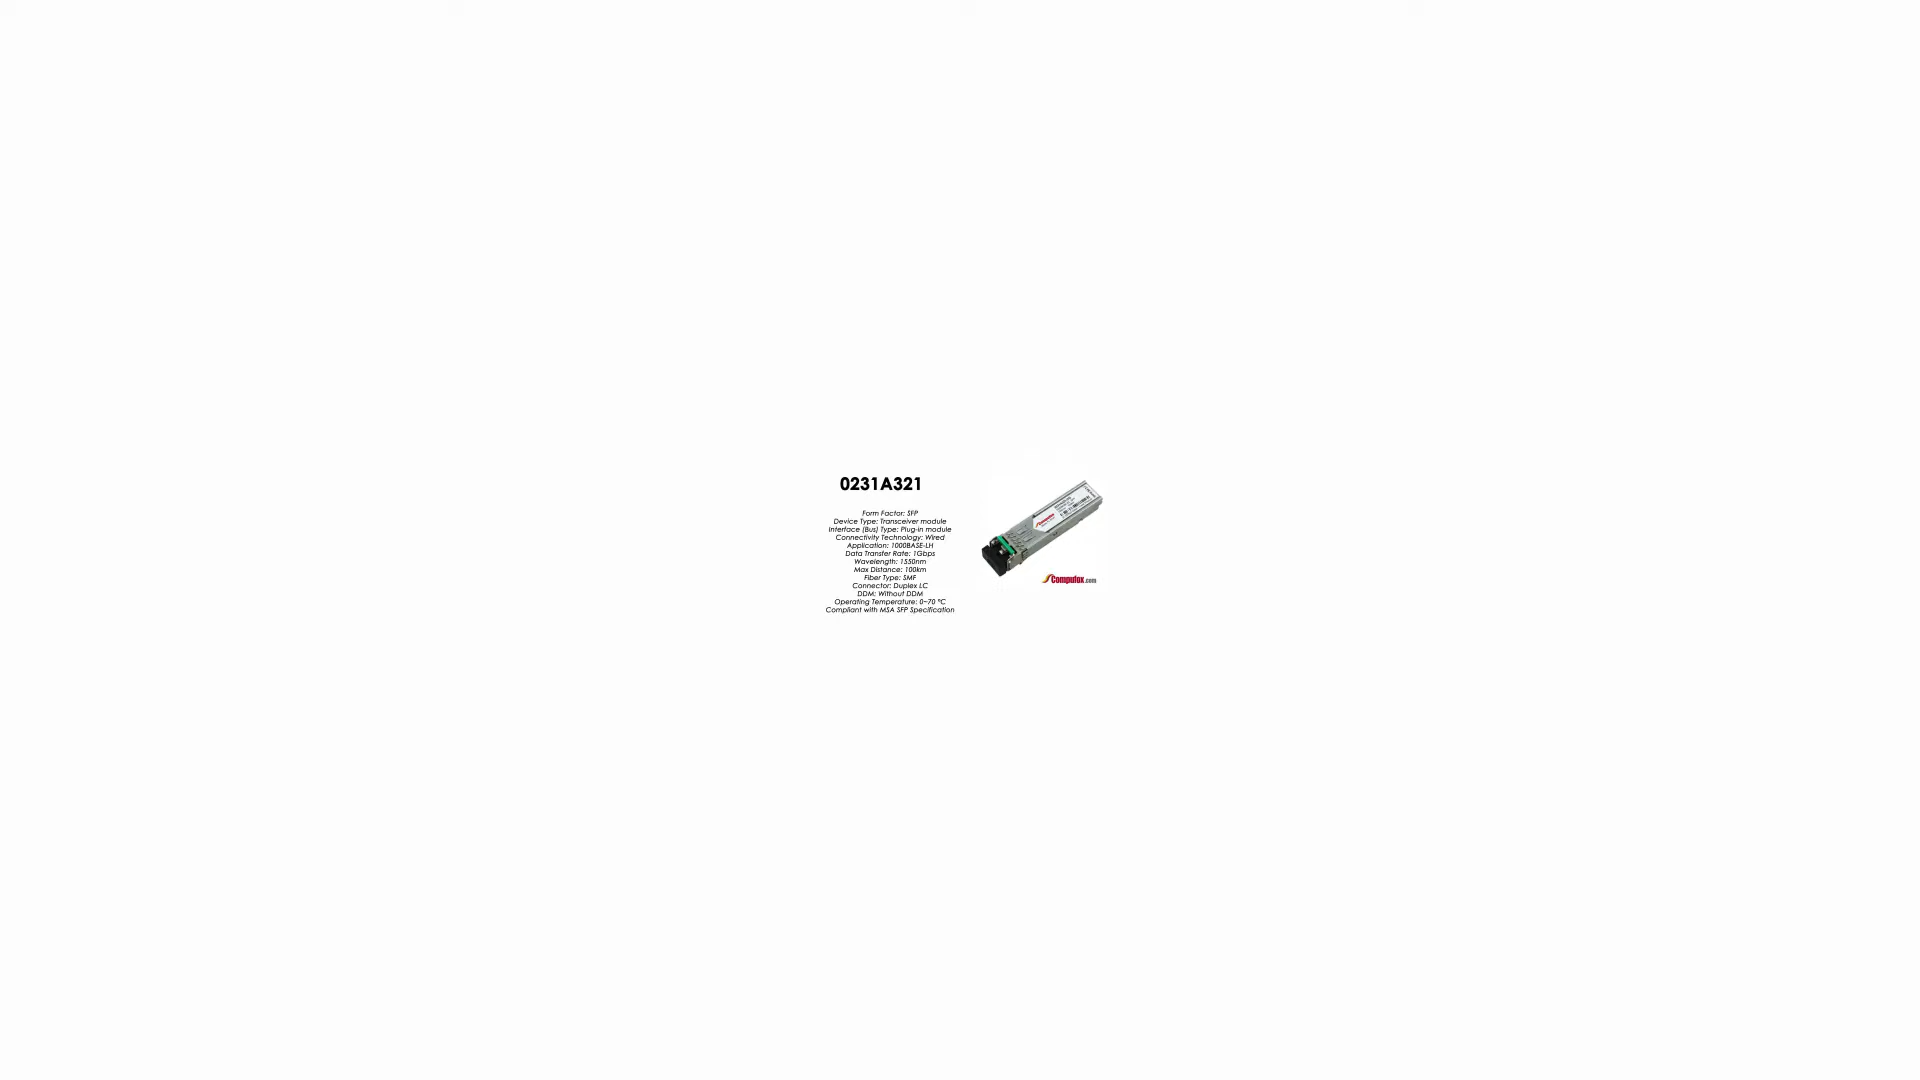 0231A321
Form Factor: SFP
Device Type: Transceiver module
Interface (Bus) Type: Plug-in module
Connectivity Technology: Wired
Application: 1000BASE-LH
Data Transfer Rate: 1Gbps
Wavelength: 1550nm
Max Distance: 100km
Fiber Type: SMF
Connector: Duplex LC
DDM: Without DDM
Operating Temperature: 0~70 °C
Compliant with MSA SFP Specification
Compufox
Compufox.com